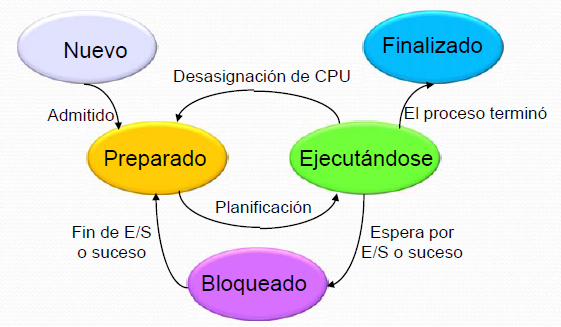 Nuevo
Finalizado
Desasignación de CPU
Admitido
El proceso terminó
Preparado
Ejecutándose
Planificación
Fin de E/S
o suceso
Espera por
E/S o suceso
Bloqueado